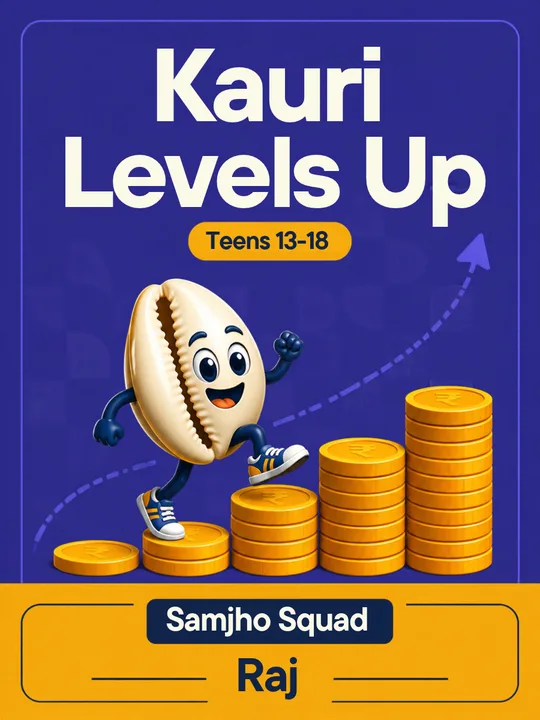 Kauri
Levels Up
Teens 13-18
₹
₹
₹
₹
₹
Samjho Squad
Raj